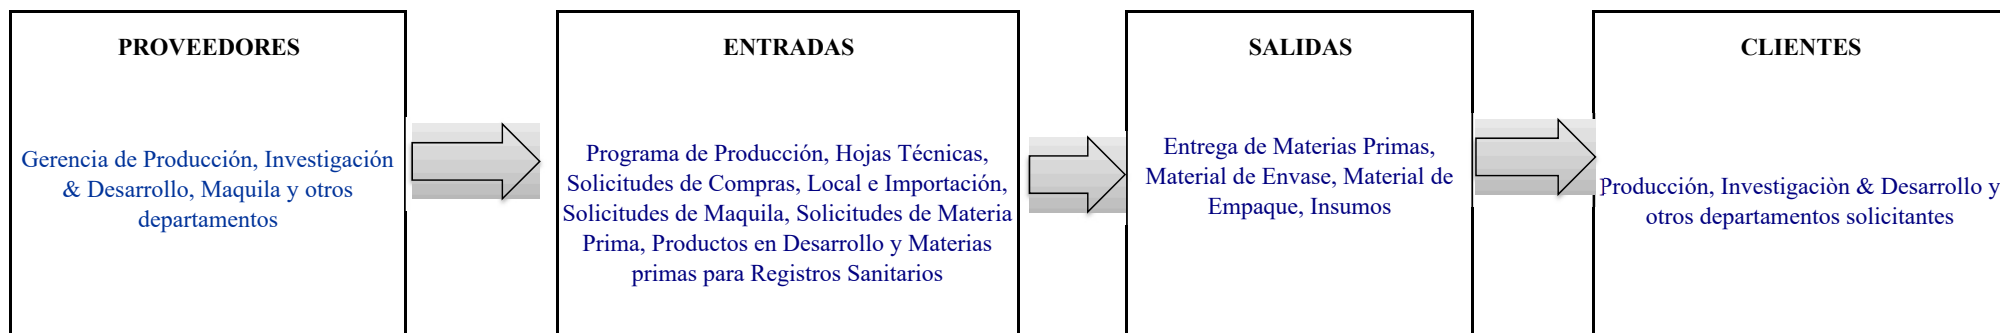 PROVEEDORES
Gerencia de Producción, Investigación
& Desarrollo, Maquila y otros
departamentos
ENTRADAS
Programa de Producción, Hojas Técnicas,
Solicitudes de Compras, Local e Importación,
Solicitudes de Maquila, Solicitudes de Materia
Prima, Productos en Desarrollo y Materias
primas para Registros Sanitarios
SALIDAS
Entrega de Materias Primas,
Material de Envase, Material de
Empaque, Insumos
CLIENTES
Producción, Investigaciòn & Desarrollo y
otros departamentos solicitantes